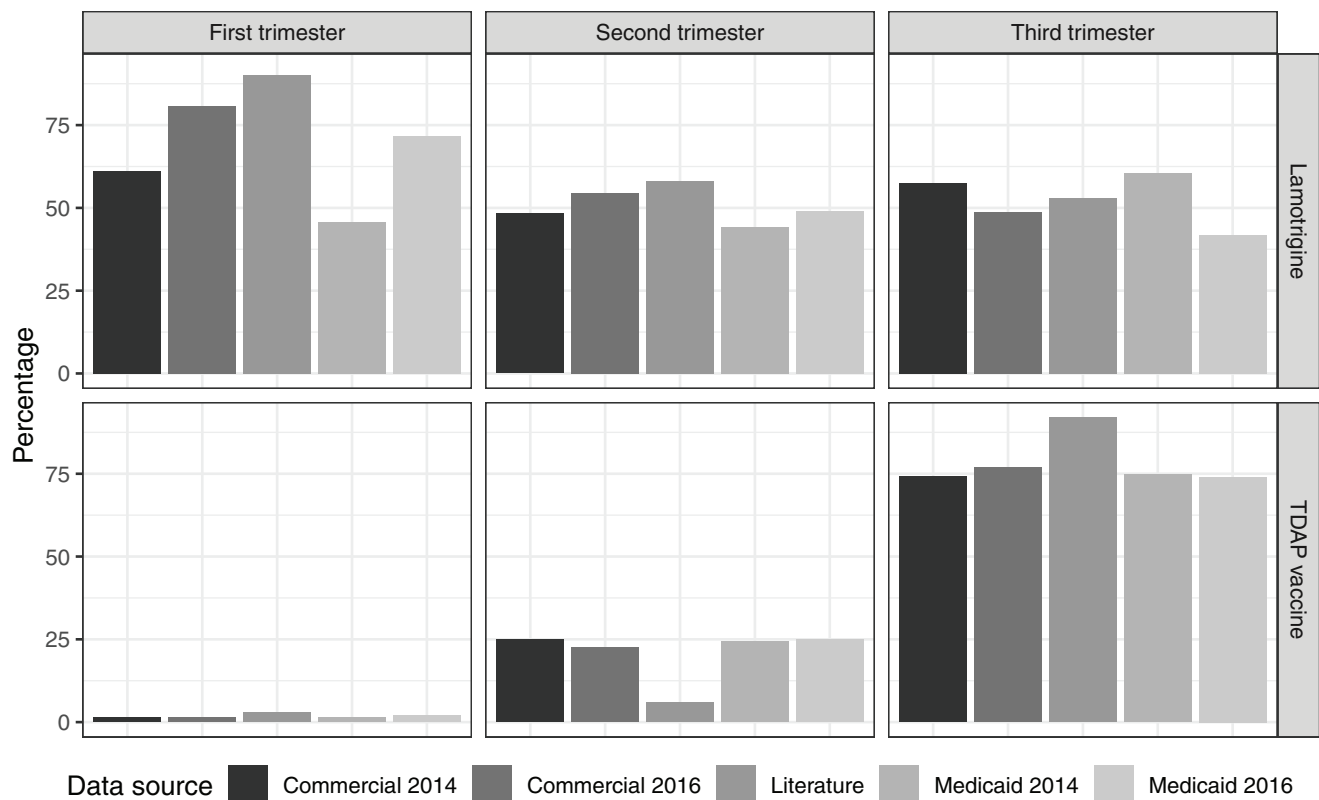 First trimester
Second trimester
Third trimester
Percentage
75
50
25
0
Lamotrigine
75
50
25
0
TDAP vaccine
Data source Commercial 2014 Commercial 2016 Literature Medicaid 2014 Medicaid 2016